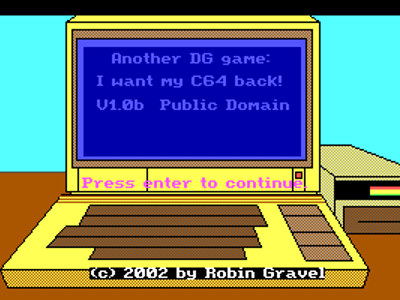 Another DG game:
I want my C64 back!
V1.0b Public Domain
Press enter to continue
(c) 2002 by Robin Gravel